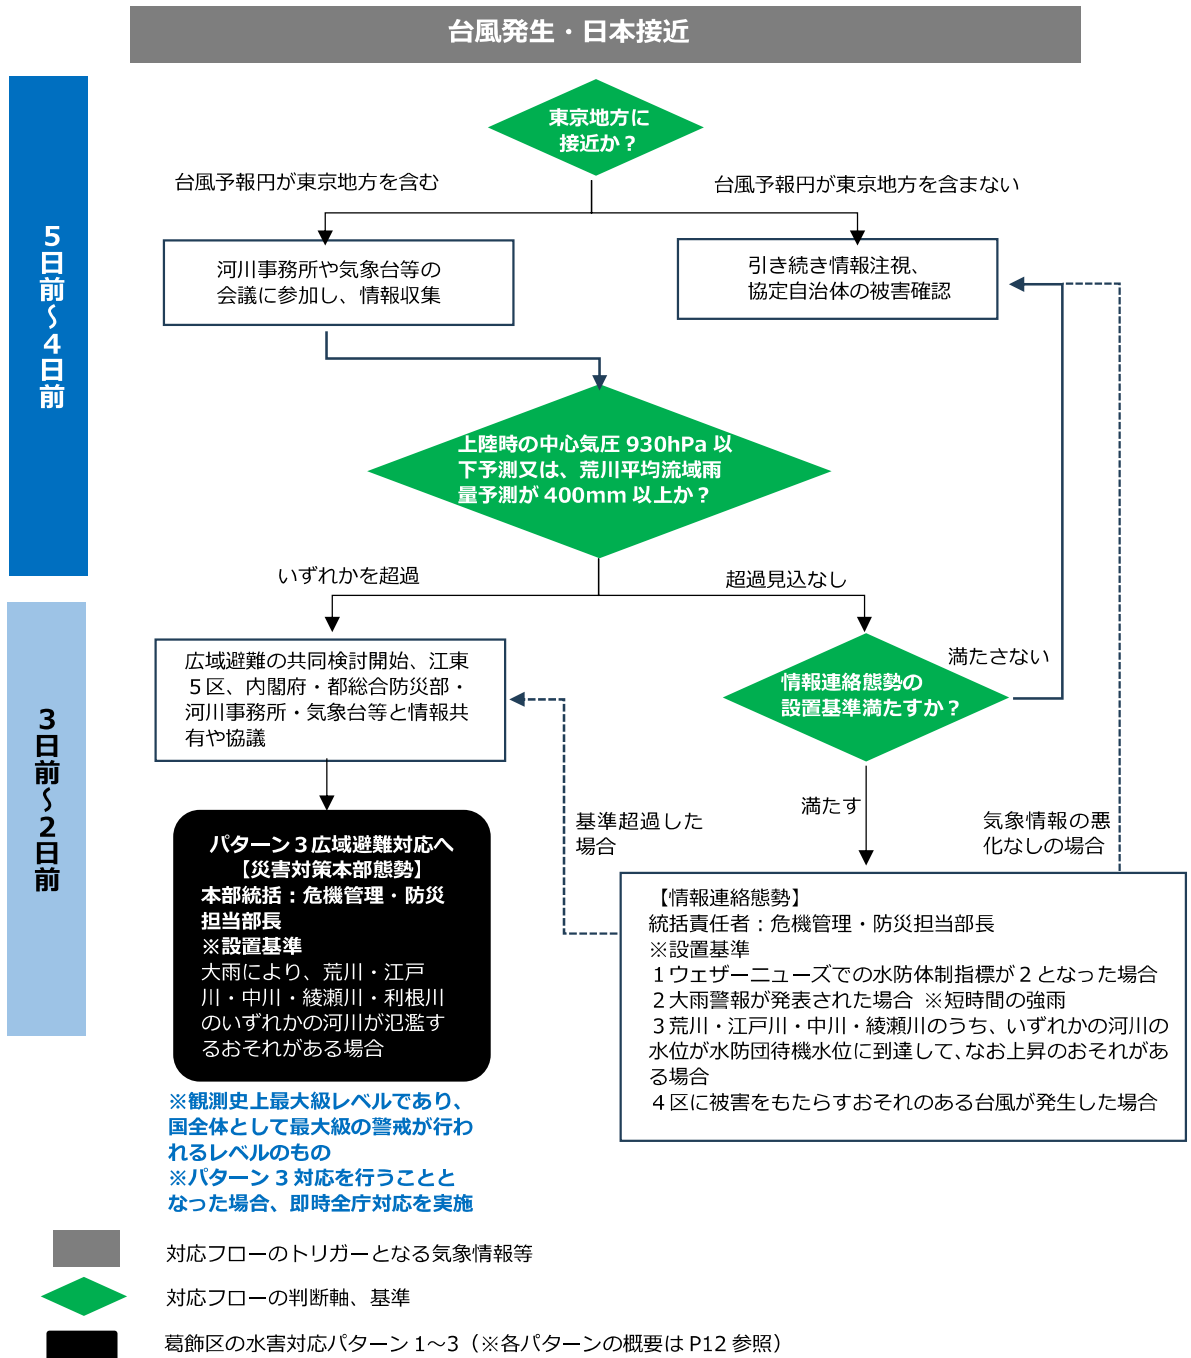 台風発生・日本接近
5日前～4日前
東京地方に
接近か？
台風予報円が東京地方を含む
台風予報円が東京地方を含まない
河川事務所や気象台等の
会議に参加し、情報収集
引き続き情報注視、
協定自治体の被害確認
上陸時の中心気圧 930hPa 以
下予測又は、荒川平均流域雨
量予測が 400mm 以上か？
いずれかを超過
超過見込なし
3日前～2日前
広域避難の共同検討開始、江東
５区、内閣府・都総合防災部・
河川事務所・気象台等と情報共
有や協議
情報連絡態勢の
設置基準満たすか？
満たさない
満たす
基準超過した
場合
気象情報の悪
化なしの場合
パターン３広域避難対応へ
【災害対策本部態勢】
本部統括：危機管理・防災
担当部長
※設置基準
大雨により、荒川・江戸
川・中川・綾瀬川・利根川
のいずれかの河川が氾濫す
るおそれがある場合
【情報連絡態勢】
統括責任者：危機管理・防災担当部長
※設置基準
１ウェザーニューズでの水防体制指標が２となった場合
２大雨警報が発表された場合 ※短時間の強雨
３荒川・江戸川・中川・綾瀬川のうち、いずれかの河川の
水位が水防団待機水位に到達して、なお上昇のおそれがあ
る場合
４区に被害をもたらすおそれのある台風が発生した場合
※観測史上最大級レベルであり、
国全体として最大級の警戒が行わ
れるレベルのもの
※パターン 3 対応を行うことと
なった場合、即時全庁対応を実施
対応フローのトリガーとなる気象情報等
対応フローの判断軸、基準
葛飾区の水害対応パターン 1～3（※各パターンの概要は P12 参照）